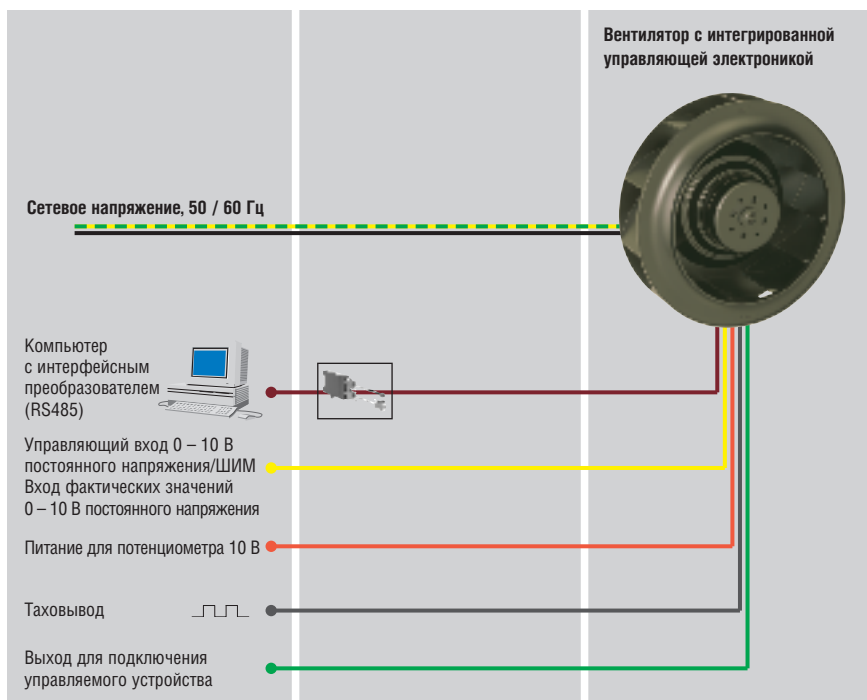 Вентилятор с интегрированной
управляющей электроникой
Сетевое напряжение, 50 / 60 Гц
Компьютер
с интерфейсным
преобразователем
(RS485)
Управляющий вход 0 – 10 В
постоянного напряжения/ШИМ
Вход фактических значений
0 – 10 В постоянного напряжения
Питание для потенциометра 10 В
Таховывод
Выход для подключения
управляемого устройства